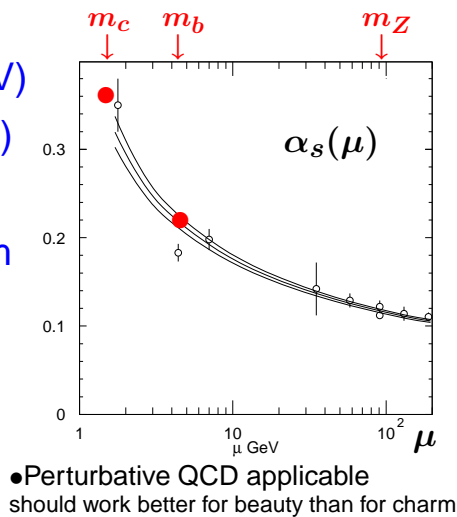 m_c m_b m_Z
V)
)
m
α_s(μ)
0.3
0.2
0.1
0
1 10 10^2
μ GeV μ
•Perturbative QCD applicable
should work better for beauty than for charm